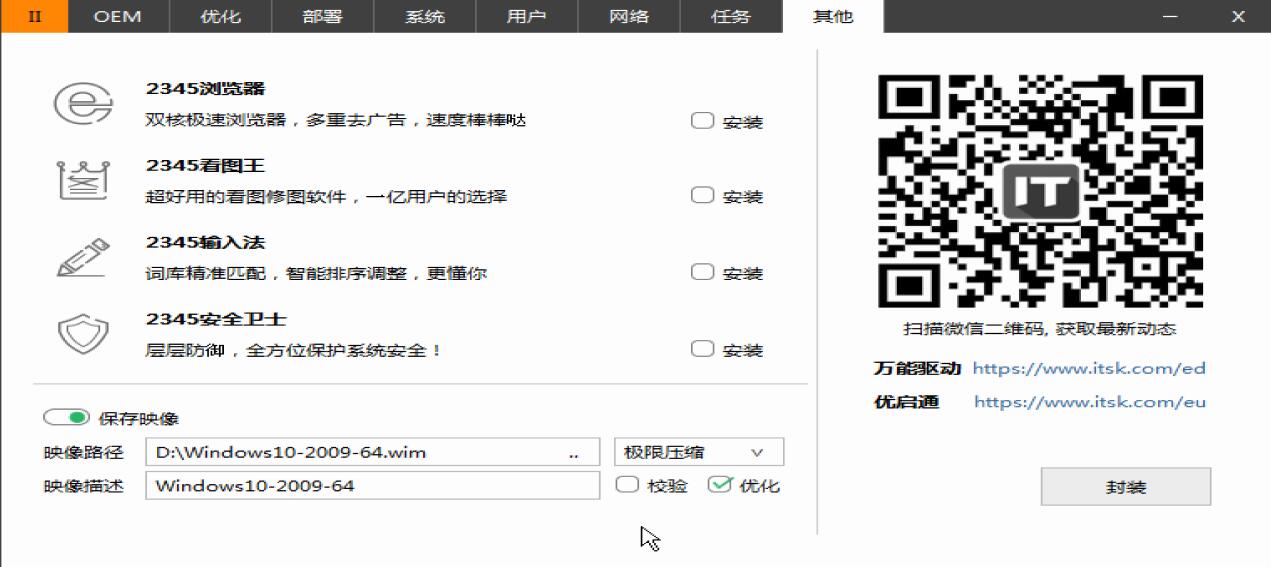 II OEM 优化 部署 系统 用户 网络 任务 其他
2345浏览器
双核极速浏览器，多重去广告，速度棒棒哒
安装
2345看图王
超好用的看图修图软件，一亿用户的选择
安装
2345输入法
词库精准匹配，智能排序调整，更懂你
安装
2345安全卫士
层层防御，全方位保护系统安全！
安装
保存映像
映像路径 D:\Windows10-2009-64.wim .. 极限压缩
映像描述 Windows10-2009-64 校验 优化
IT
扫描微信二维码, 获取最新动态
万能驱动 https://www.itsk.com/ed
优启通 https://www.itsk.com/eu
封装